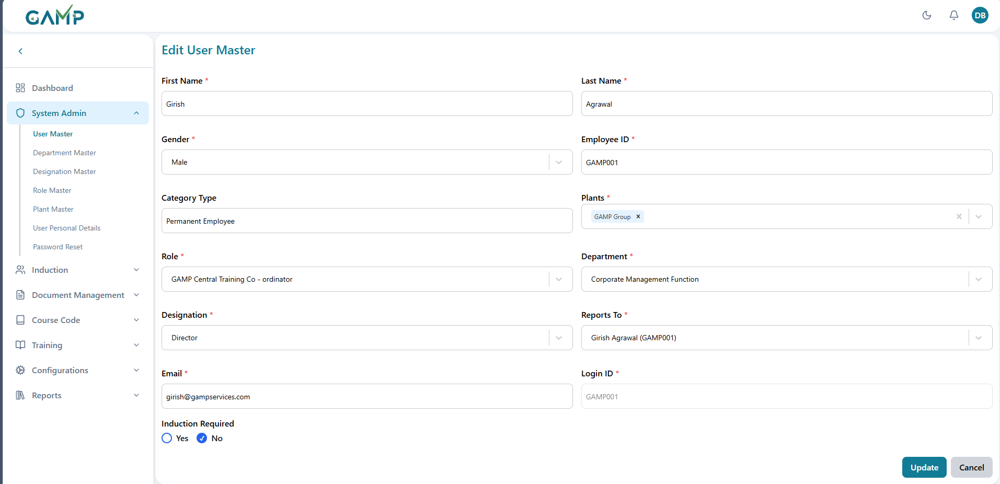 GAMP
DB
Dashboard
System Admin
User Master
Department Master
Designation Master
Role Master
Plant Master
User Personal Details
Password Reset
Induction
Document Management
Course Code
Training
Configurations
Reports
Edit User Master
First Name *
Last Name *
Girish
Agrawal
Gender *
Employee ID *
Male
GAMP001
Category Type
Plants *
Permanent Employee
GAMP Group
Role *
Department *
GAMP Central Training Co - ordinator
Corporate Management Function
Designation *
Reports To *
Director
Girish Agrawal (GAMP001)
Email *
Login ID *
girish@gampservices.com
GAMP001
Induction Required
Yes No
Update Cancel